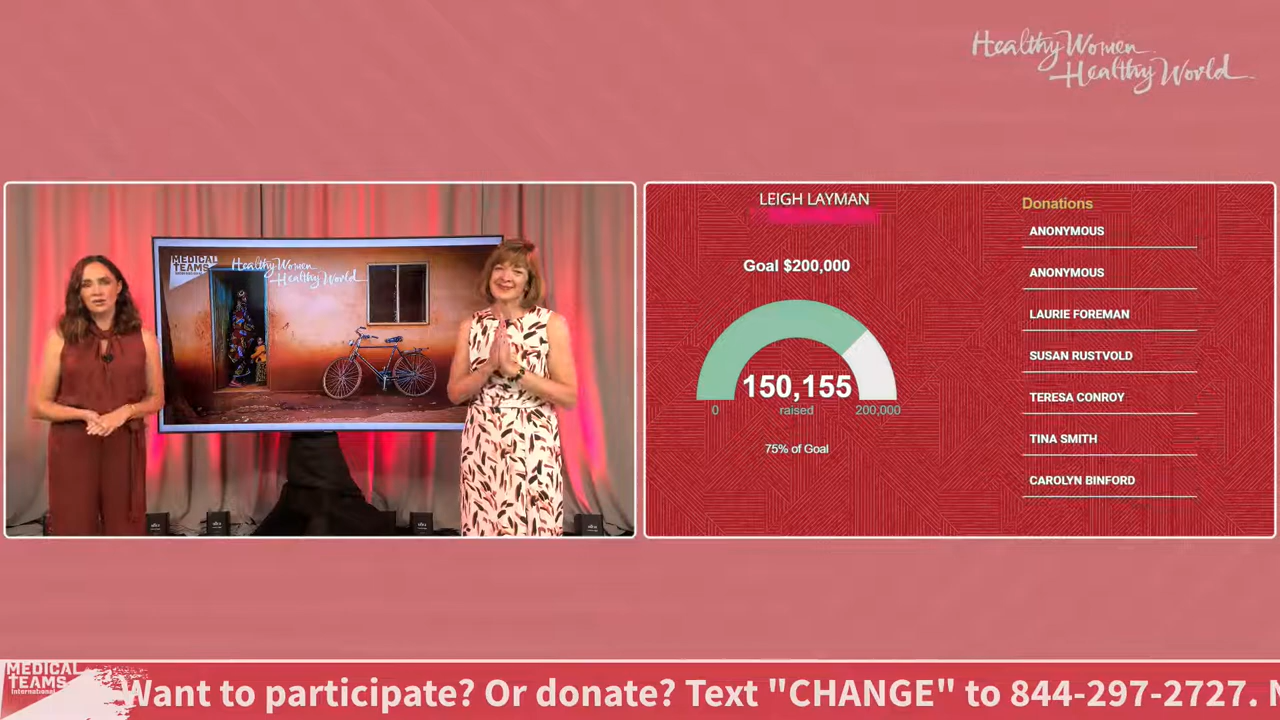 Healthy Women
Healthy World
MEDICAL
TEAMS
International
Healthy Women
Healthy World
LEIGH LAYMAN
Goal $200,000
150,155
0
raised
200,000
75% of Goal
Donations
ANONYMOUS
ANONYMOUS
LAURIE FOREMAN
SUSAN RUSTVOLD
TERESA CONROY
TINA SMITH
CAROLYN BINFORD
MEDICAL
TEAMS
International
Want to participate? Or donate? Text "CHANGE" to 844-297-2727. N